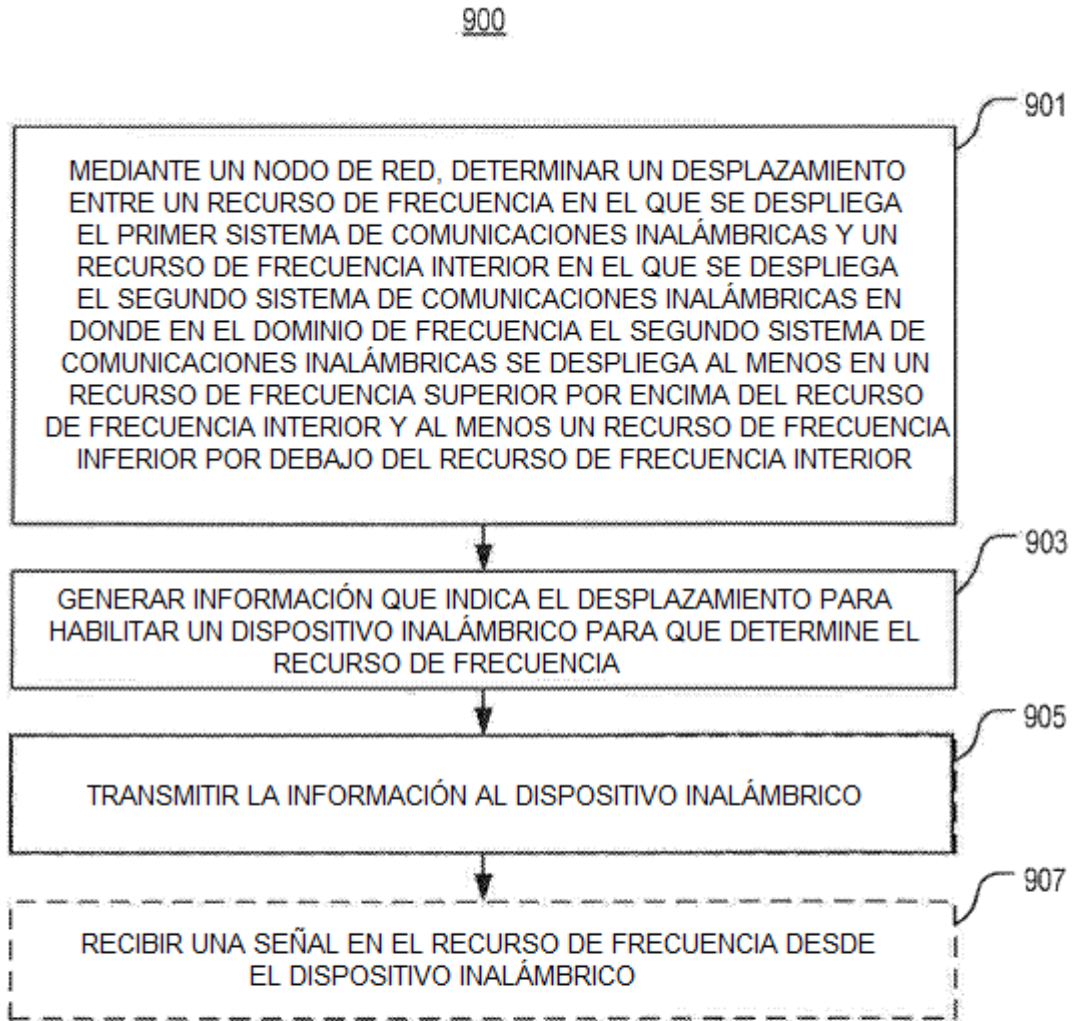 900
901
MEDIANTE UN NODO DE RED, DETERMINAR UN DESPLAZAMIENTO
ENTRE UN RECURSO DE FRECUENCIA EN EL QUE SE DESPLIEGA
EL PRIMER SISTEMA DE COMUNICACIONES INALÁMBRICAS Y UN
RECURSO DE FRECUENCIA INTERIOR EN EL QUE SE DESPLIEGA
EL SEGUNDO SISTEMA DE COMUNICACIONES INALÁMBRICAS EN
DONDE EN EL DOMINIO DE FRECUENCIA EL SEGUNDO SISTEMA DE
COMUNICACIONES INALÁMBRICAS SE DESPLIEGA AL MENOS EN UN
RECURSO DE FRECUENCIA SUPERIOR POR ENCIMA DEL RECURSO
DE FRECUENCIA INTERIOR Y AL MENOS UN RECURSO DE FRECUENCIA
INFERIOR POR DEBAJO DEL RECURSO DE FRECUENCIA INTERIOR
903
GENERAR INFORMACIÓN QUE INDICA EL DESPLAZAMIENTO PARA
HABILITAR UN DISPOSITIVO INALÁMBRICO PARA QUE DETERMINE EL
RECURSO DE FRECUENCIA
905
TRANSMITIR LA INFORMACIÓN AL DISPOSITIVO INALÁMBRICO
907
RECIBIR UNA SEÑAL EN EL RECURSO DE FRECUENCIA DESDE
EL DISPOSITIVO INALÁMBRICO